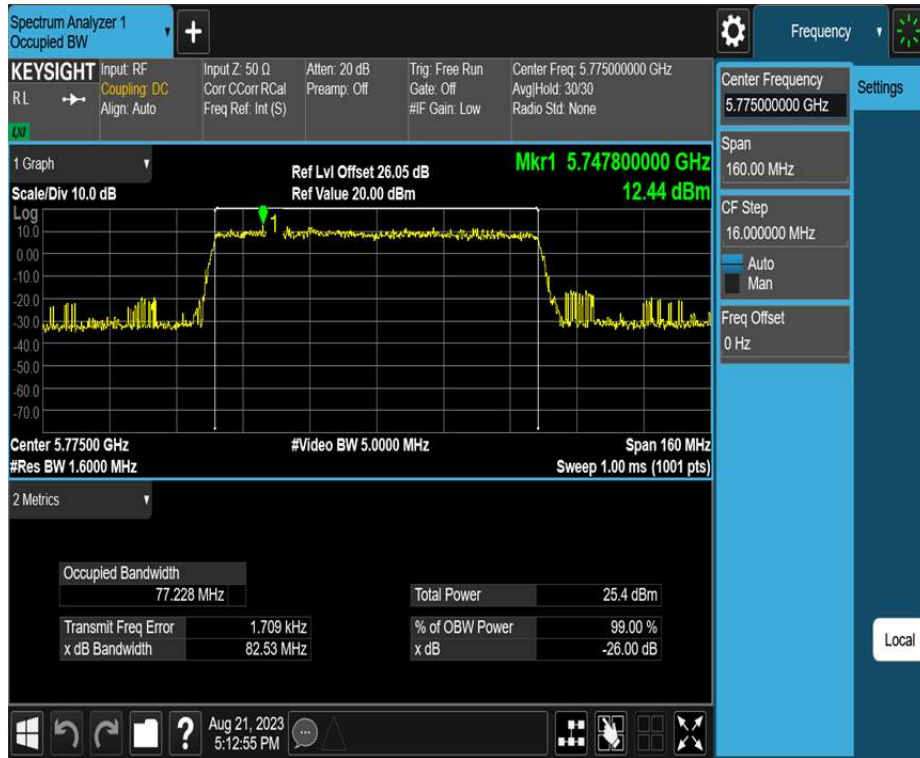 Spectrum Analyzer 1
Occupied BW
+
Frequency
KEYSIGHT
RL
LXI
Input: RF
Coupling: DC
Align: Auto
Input Z: 50 Ω
Corr CCorr RCal
Freq Ref: Int (S)
Atten: 20 dB
Preamp: Off
Trig: Free Run
Gate: Off
#IF Gain: Low
Center Freq: 5.775000000 GHz
Avg|Hold: 30/30
Radio Std: None
Center Frequency
5.775000000 GHz
Settings
Span
160.00 MHz
CF Step
16.000000 MHz
Auto
Man
Freq Offset
0 Hz
Local
1 Graph
Scale/Div 10.0 dB
Ref Lvl Offset 26.05 dB
Ref Value 20.00 dBm
Mkr1 5.747800000 GHz
12.44 dBm
Log
1
10.0
0.00
-10.0
-20.0
-30.0
-40.0
-50.0
-60.0
-70.0
Center 5.77500 GHz
#Video BW 5.0000 MHz
Span 160 MHz
#Res BW 1.6000 MHz
Sweep 1.00 ms (1001 pts)
2 Metrics
Occupied Bandwidth
77.228 MHz
Total Power 25.4 dBm
Transmit Freq Error 1.709 kHz
% of OBW Power 99.00 %
x dB Bandwidth 82.53 MHz
x dB -26.00 dB
?
Aug 21, 2023
5:12:55 PM